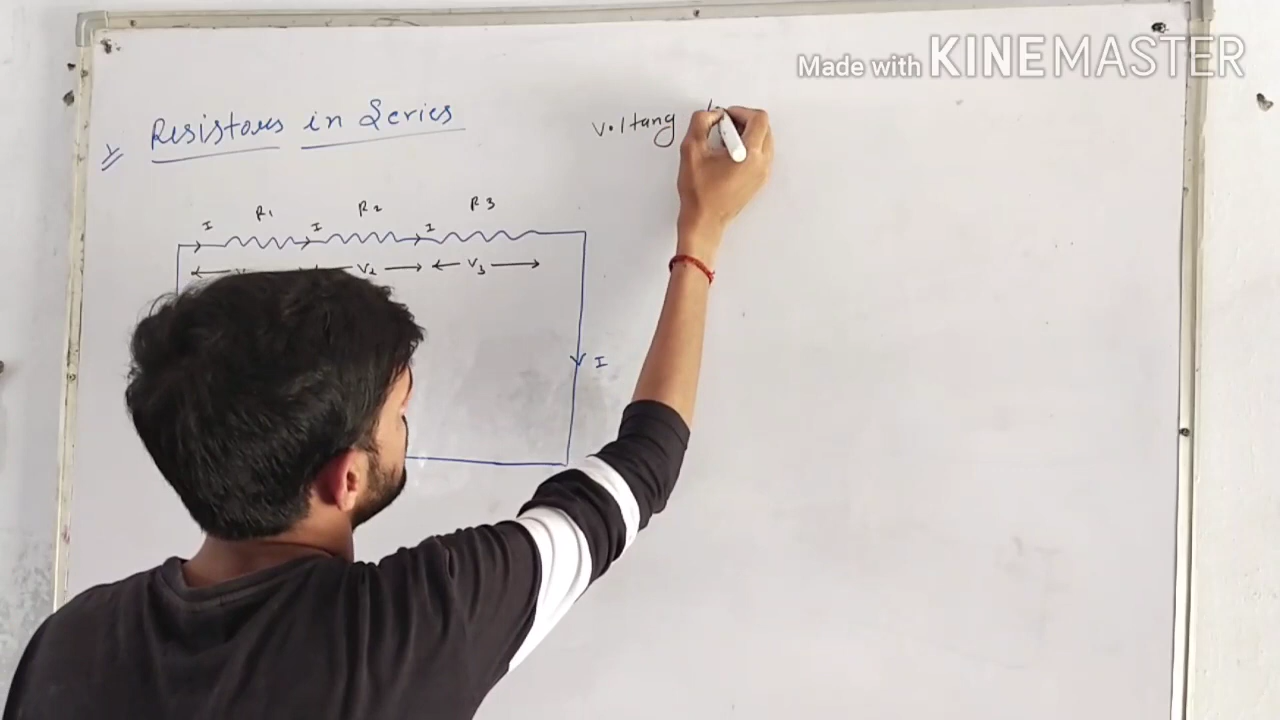 Made with KINEMASTER
Resistors in Series
voltang
R1 R2 R3
I I I
V2 V3
I